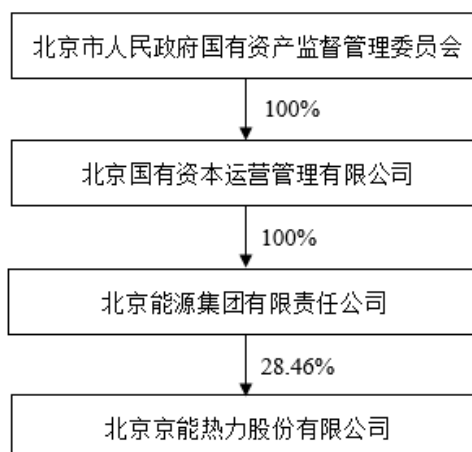 北京市人民政府国有资产监督管理委员会
100%
北京国有资本运营管理有限公司
100%
北京能源集团有限责任公司
28.46%
北京京能热力股份有限公司